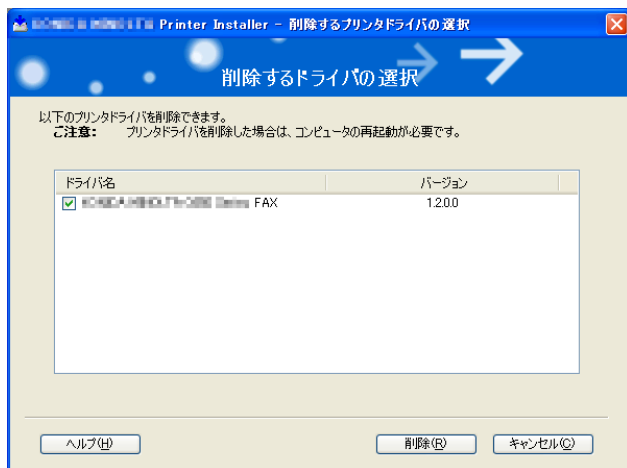 Printer Installer - 削除するプリンタドライバの選択
削除するドライバの選択
以下のプリンタドライバを削除できます。
ご注意: プリンタドライバを削除した場合は、コンピュータの再起動が必要です。
ドライバ名 バージョン
FAX 1.2.0.0
ヘルプ(H) 削除(R) キャンセル(C)